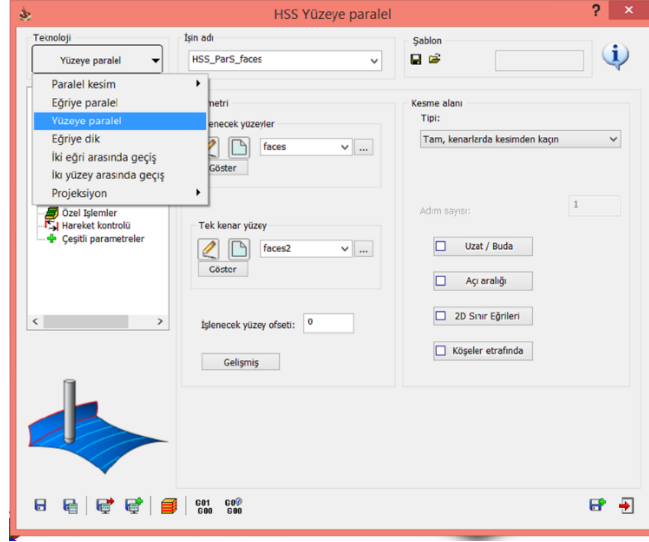 HSS Yüzeye paralel
?
×
Teknoloji
İşin adı
Şablon
Yüzeye paralel
HSS_ParS_faces
Paralel kesim
Eğriye paralel
Yüzeye paralel
Eğriye dik
İki eğri arasında geçiş
İki yüzey arasında geçiş
Projeksiyon
Özel İşlemler
Hareket kontrolü
Çeşitli parametreler
metri
enecek yüzeyler
faces
...
Göster
Tek kenar yüzey
faces2
...
Göster
İşlenecek yüzey ofseti:
0
Gelişmiş
Kesme alanı
Tipi:
Tam, kenarlarda kesimden kaçın
Adım sayısı:
1
Uzat / Buda
Açı aralığı
2D Sınır Eğrileri
Köşeler etrafında
G01
G00
G00